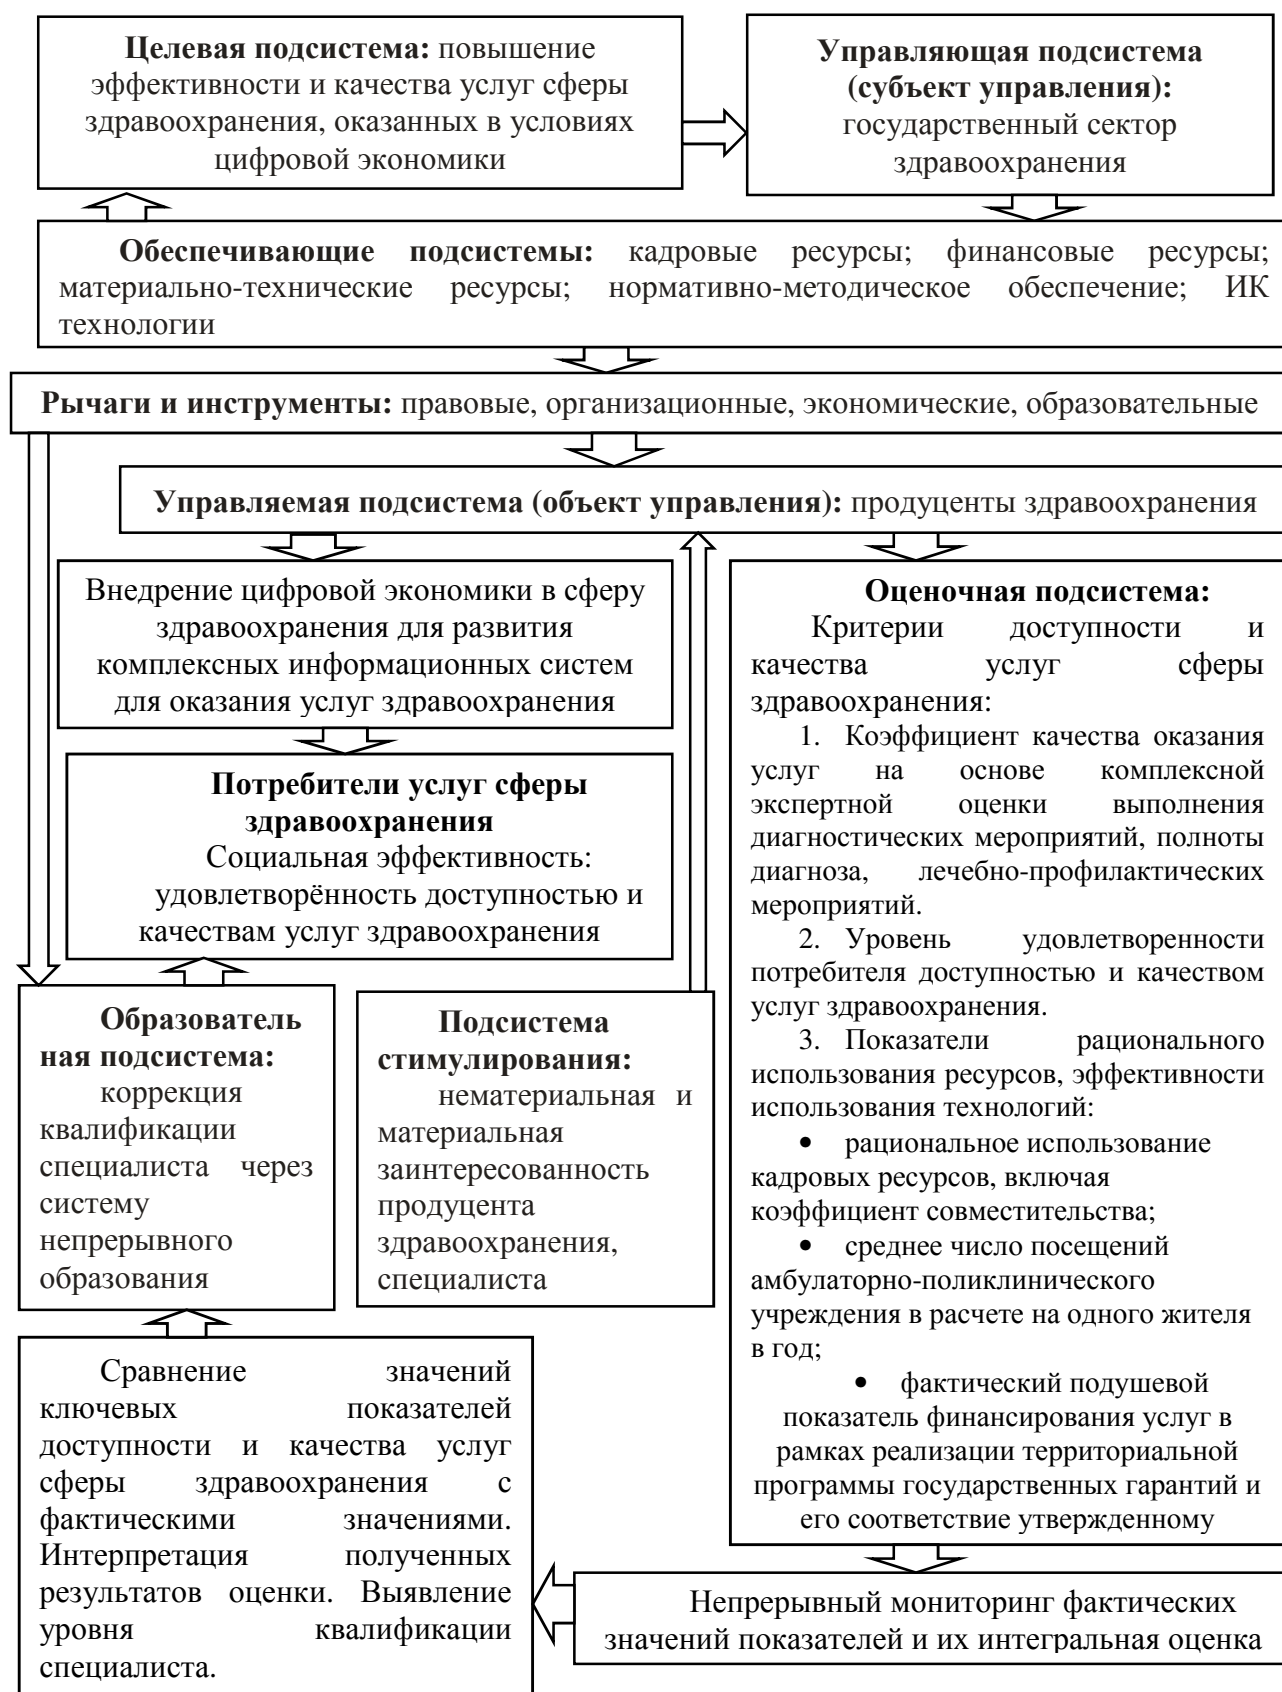 Целевая подсистема: повышение
эффективности и качества услуг сферы
здравоохранения, оказанных в условиях
цифровой экономики
Управляющая подсистема
(субъект управления):
государственный сектор
здравоохранения
Обеспечивающие подсистемы: кадровые ресурсы; финансовые ресурсы;
материально-технические ресурсы; нормативно-методическое обеспечение; ИК
технологии
Рычаги и инструменты: правовые, организационные, экономические, образовательные
Управляемая подсистема (объект управления): продуценты здравоохранения
Внедрение цифровой экономики в сферу
здравоохранения для развития
комплексных информационных систем
для оказания услуг здравоохранения
Потребители услуг сферы
здравоохранения
Социальная эффективность:
удовлетворённость доступностью и
качествам услуг здравоохранения
Образователь
ная подсистема:
коррекция
квалификации
специалиста через
систему
непрерывного
образования
Подсистема
стимулирования:
нематериальная и
материальная
заинтересованность
продуцента
здравоохранения,
специалиста
Оценочная подсистема:
Критерии доступности и
качества услуг сферы
здравоохранения:
1. Коэффициент качества оказания
услуг на основе комплексной
экспертной оценки выполнения
диагностических мероприятий, полноты
диагноза, лечебно-профилактических
мероприятий.
2. Уровень удовлетворенности
потребителя доступностью и качеством
услуг здравоохранения.
3. Показатели рационального
использования ресурсов, эффективности
использования технологий:
• рациональное использование
кадровых ресурсов, включая
коэффициент совместительства;
• среднее число посещений
амбулаторно-поликлинического
учреждения в расчете на одного жителя
в год;
• фактический подушевой
показатель финансирования услуг в
рамках реализации территориальной
программы государственных гарантий и
его соответствие утвержденному
Сравнение значений
ключевых показателей
доступности и качества услуг
сферы здравоохранения с
фактическими значениями.
Интерпретация полученных
результатов оценки. Выявление
уровня квалификации
специалиста.
Непрерывный мониторинг фактических
значений показателей и их интегральная оценка